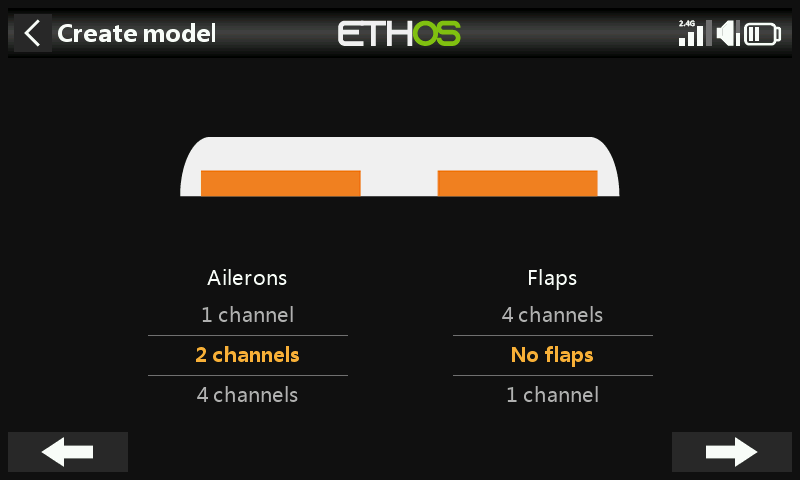 Create model
ETHOS
2.4G
Ailerons
Flaps
1 channel
4 channels
2 channels
No flaps
4 channels
1 channel